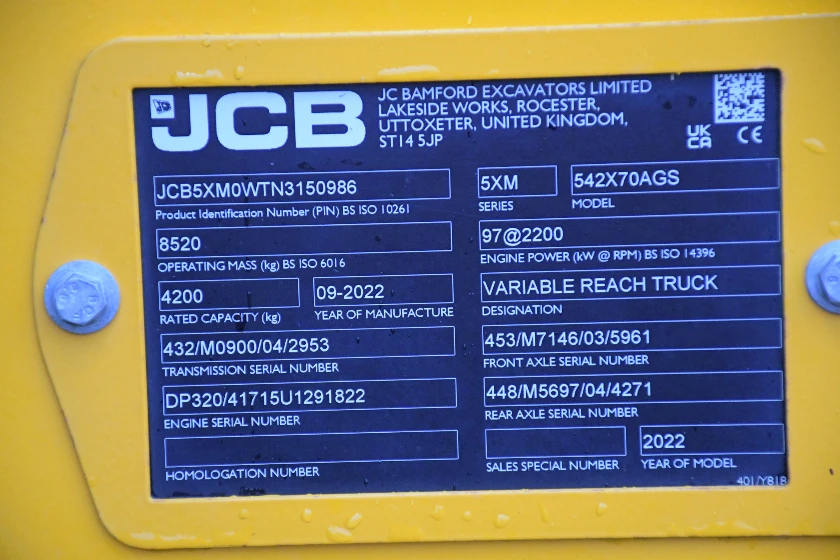 JCB
JC BAMFORD EXCAVATORS LIMITED
LAKESIDE WORKS, ROCESTER,
UTTOXETER, UNITED KINGDOM,
ST14 5JP
UK
CA
CE
JCB5XM0WTN3150986
Product Identification Number (PIN) BS ISO 10261
5XM
SERIES
542X70AGS
MODEL
8520
OPERATING MASS (kg) BS ISO 6016
97@2200
ENGINE POWER (kW @ RPM) BS ISO 14396
4200
RATED CAPACITY (kg)
09-2022
YEAR OF MANUFACTURE
VARIABLE REACH TRUCK
DESIGNATION
432/M0900/04/2953
TRANSMISSION SERIAL NUMBER
453/M7146/03/5961
FRONT AXLE SERIAL NUMBER
DP320/41715U1291822
ENGINE SERIAL NUMBER
448/M5697/04/4271
REAR AXLE SERIAL NUMBER
HOMOLOGATION NUMBER
SALES SPECIAL NUMBER
2022
YEAR OF MODEL
401/Y818